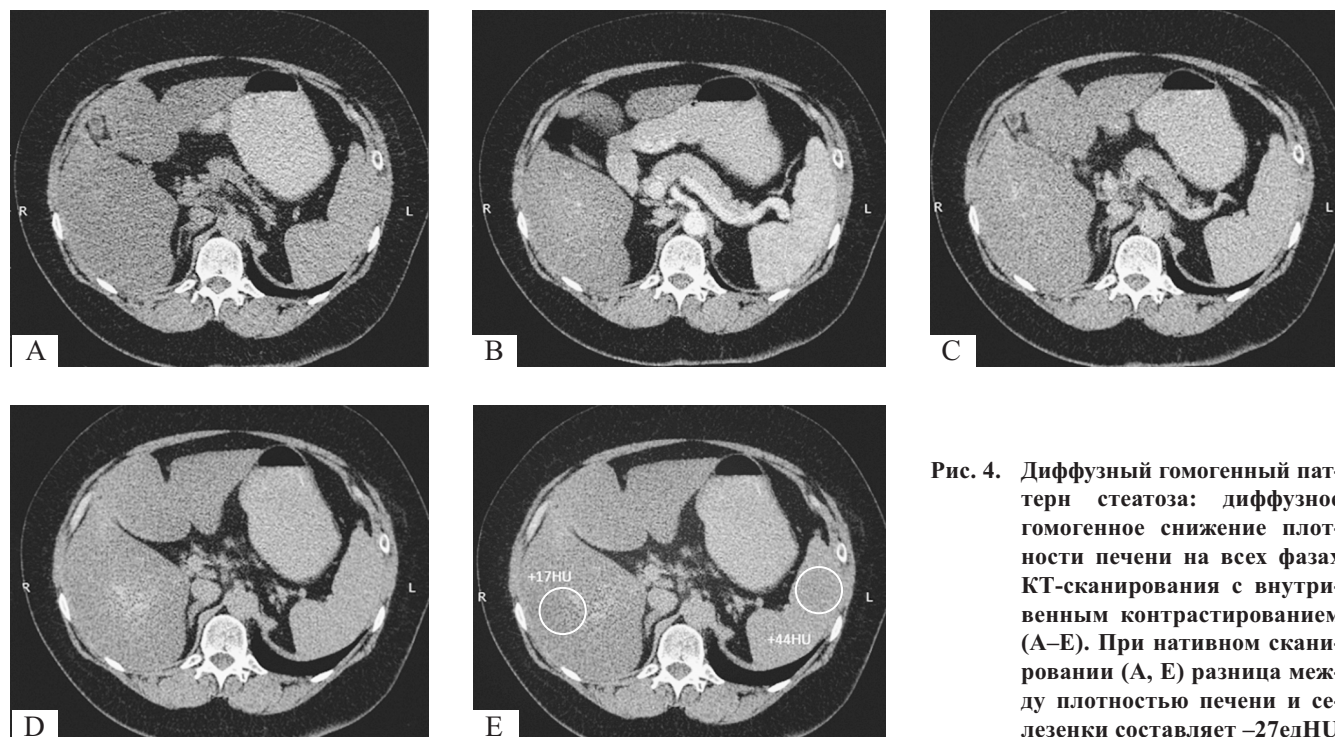 R
L
A
R
L
B
R
L
C
R
L
D
+17HU
R
L
+44HU
E
Рис. 4. Диффузный гомогенный пат-
терн стеатоза: диффузное
гомогенное снижение плот-
ности печени на всех фазах
КТ-сканирования с внутри-
венным контрастированием
(A–E). При нативном скани-
ровании (A, E) разница меж-
ду плотностью печени и се-
лезенки составляет –27едHU